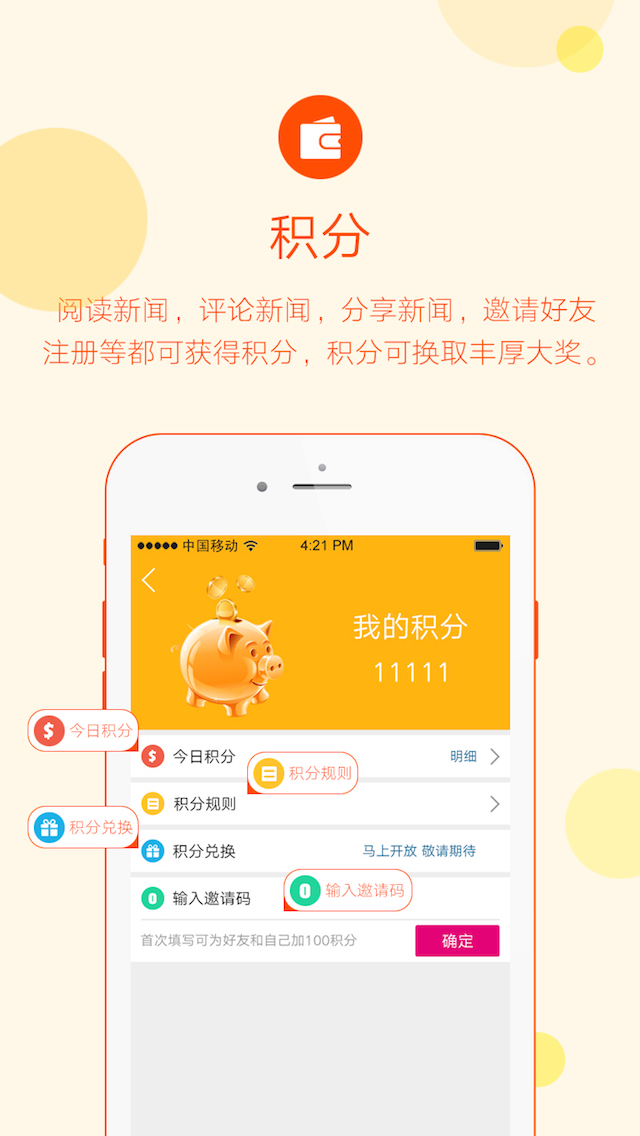 积分
阅读新闻，评论新闻，分享新闻，邀请好友
注册等都可获得积分，积分可换取丰厚大奖。
中国移动 4:21 PM
我的积分
11111
今日积分
今日积分 明细
积分规则
积分规则
积分兑换
积分兑换 马上开放 敬请期待
输入邀请码
输入邀请码
首次填写可为好友和自己加100积分 确定